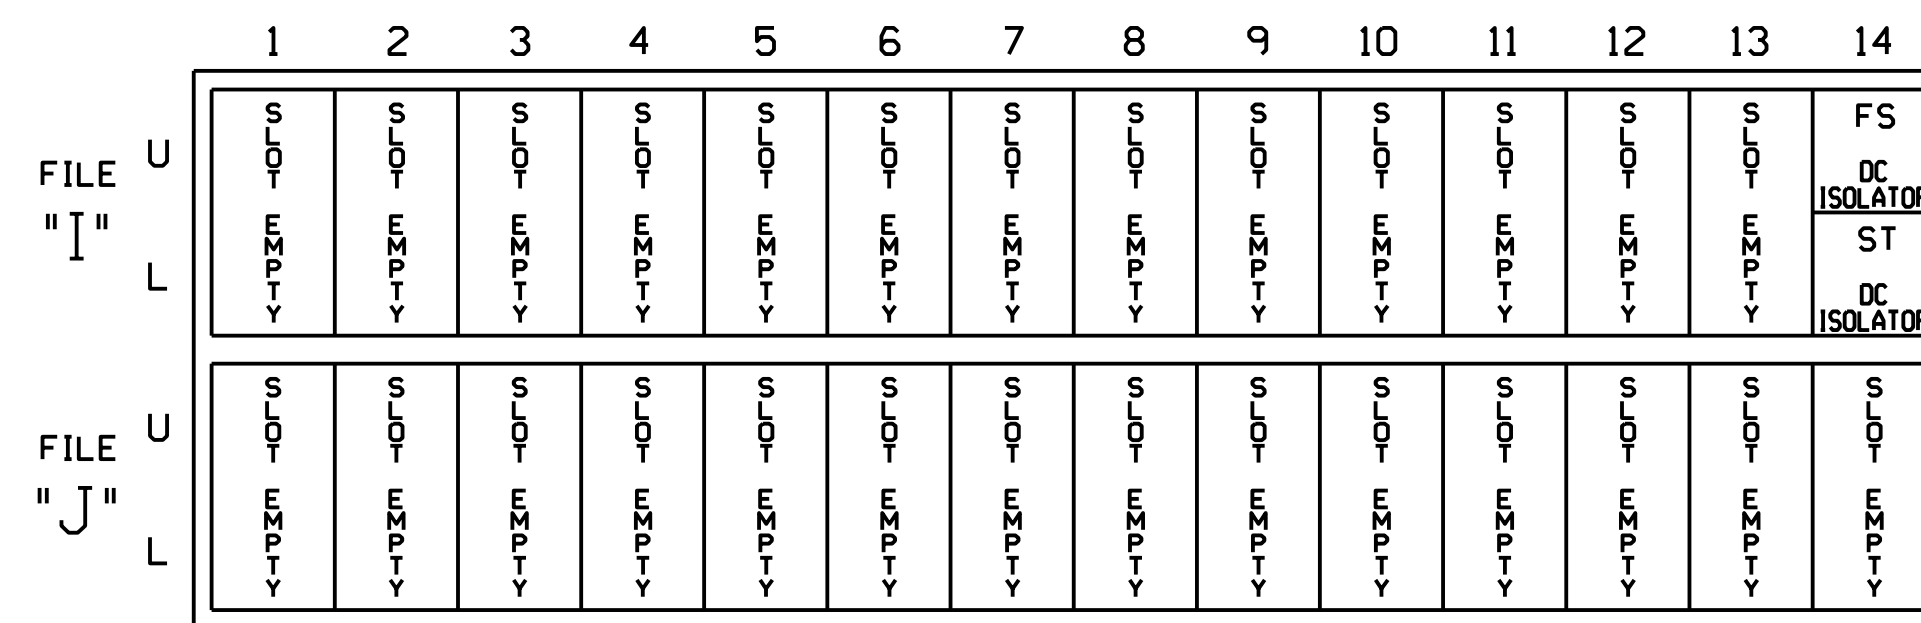 1 2 3 4 5 6 7 8 9 10 11 12 13 14
FILE "I"
U
L
SLOT EMPTY SLOT EMPTY SLOT EMPTY SLOT EMPTY SLOT EMPTY SLOT EMPTY SLOT EMPTY SLOT EMPTY SLOT EMPTY SLOT EMPTY SLOT EMPTY SLOT EMPTY SLOT EMPTY
FS
DC
ISOLATOR
ST
DC
ISOLATOR
FILE "J"
U
L
SLOT EMPTY SLOT EMPTY SLOT EMPTY SLOT EMPTY SLOT EMPTY SLOT EMPTY SLOT EMPTY SLOT EMPTY SLOT EMPTY SLOT EMPTY SLOT EMPTY SLOT EMPTY SLOT EMPTY SLOT EMPTY